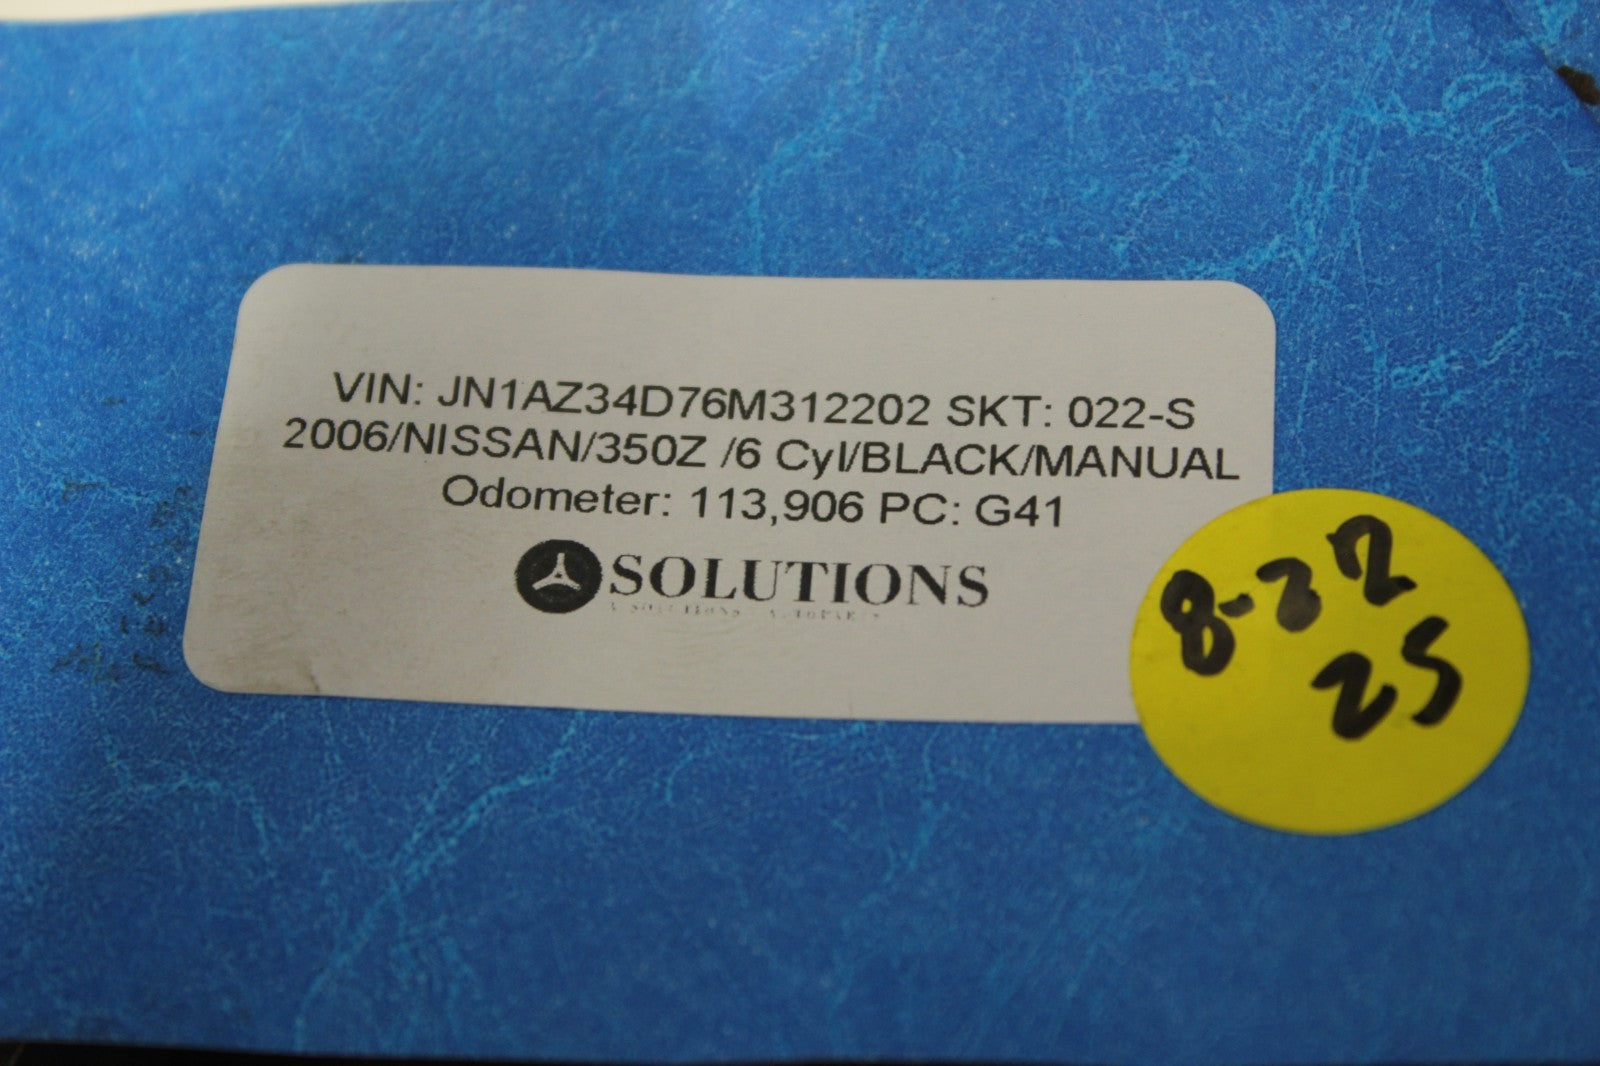 VIN: JN1AZ34D76M312202 SKT: 022-S
2006/NISSAN/350Z /6 Cyl/BLACK/MANUAL
Odometer: 113,906 PC: G41
SOLUTIONS
8-22
25